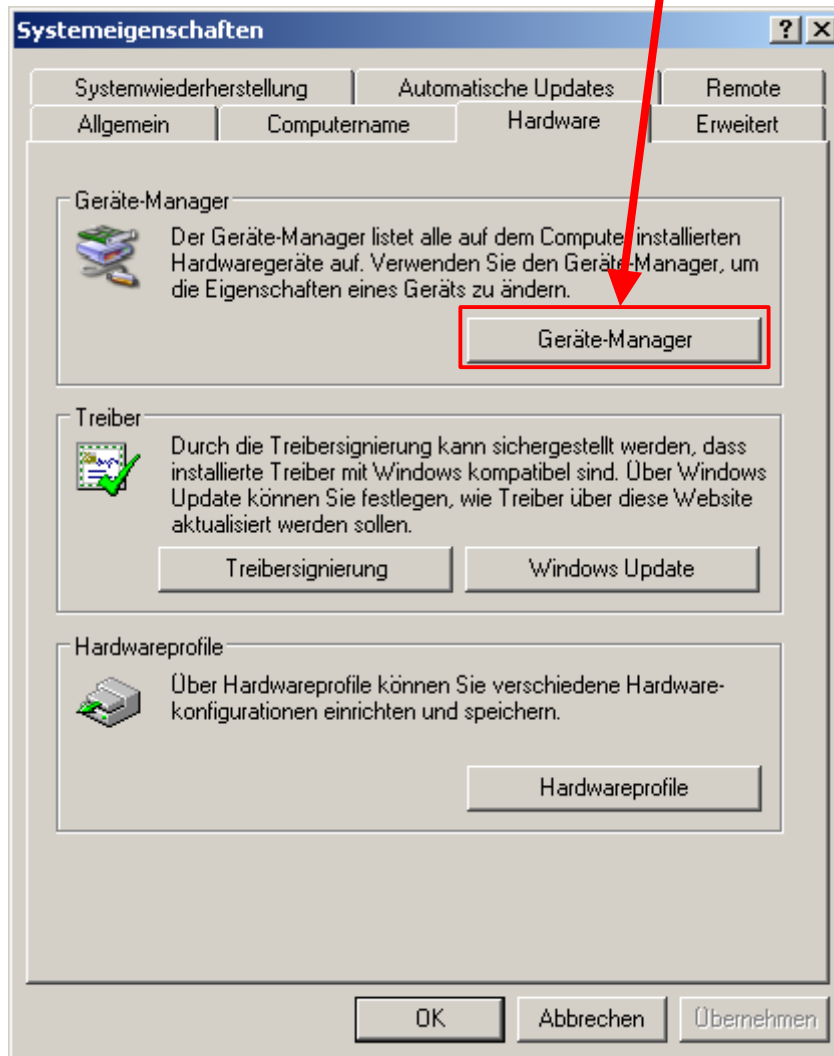 Systemeigenschaften
Systemwiederherstellung Automatische Updates Remote
Allgemein Computername Hardware Erweitert
Geräte-Manager
Der Geräte-Manager listet alle auf dem Computer installierten
Hardwaregeräte auf. Verwenden Sie den Geräte-Manager, um
die Eigenschaften eines Geräts zu ändern.
Geräte-Manager
Treiber
Durch die Treibersignierung kann sichergestellt werden, dass
installierte Treiber mit Windows kompatibel sind. Über Windows
Update können Sie festlegen, wie Treiber über diese Website
aktualisiert werden sollen.
Treibersignierung Windows Update
Hardwareprofile
Über Hardwareprofile können Sie verschiedene Hardware-
konfigurationen einrichten und speichern.
Hardwareprofile
OK Abbrechen Übernehmen